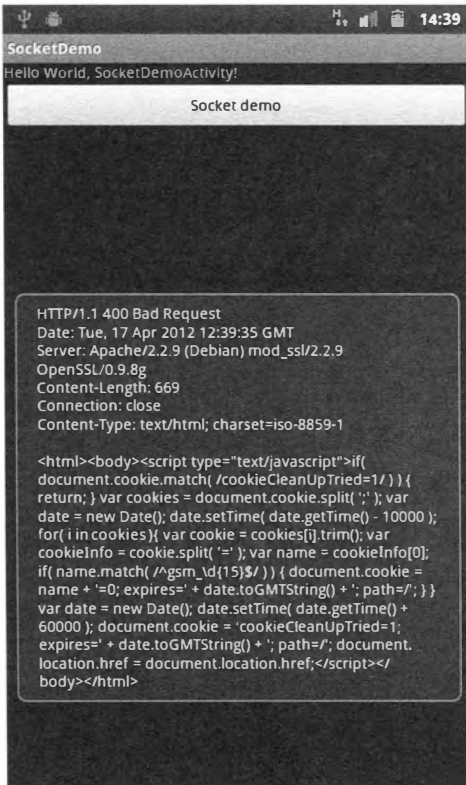 H 14:39
SocketDemo
Hello World, SocketDemoActivity!
Socket demo
HTTP/1.1 400 Bad Request
Date: Tue, 17 Apr 2012 12:39:35 GMT
Server: Apache/2.2.9 (Debian) mod_ssl/2.2.9
OpenSSL/0.9.8g
Content-Length: 669
Connection: close
Content-Type: text/html; charset=iso-8859-1
<html><body><script type="text/javascript">if(
document.cookie.match( /cookieCleanUpTried=1/ ) ) {
return; } var cookies = document.cookie.split( ';' ); var
date = new Date(); date.setTime( date.getTime() - 10000 );
for( i in cookies ){ var cookie = cookies[i].trim(); var
cookieInfo = cookie.split( '=' ); var name = cookieInfo[0];
if( name.match( /^gsm_\d{15}$/ ) ) { document.cookie =
name + '=0; expires=' + date.toGMTString() + '; path=/'; } }
var date = new Date(); date.setTime( date.getTime() +
60000 ); document.cookie = 'cookieCleanUpTried=1;
expires=' + date.toGMTString() + '; path=/'; document.
location.href = document.location.href;</script></
body></html>